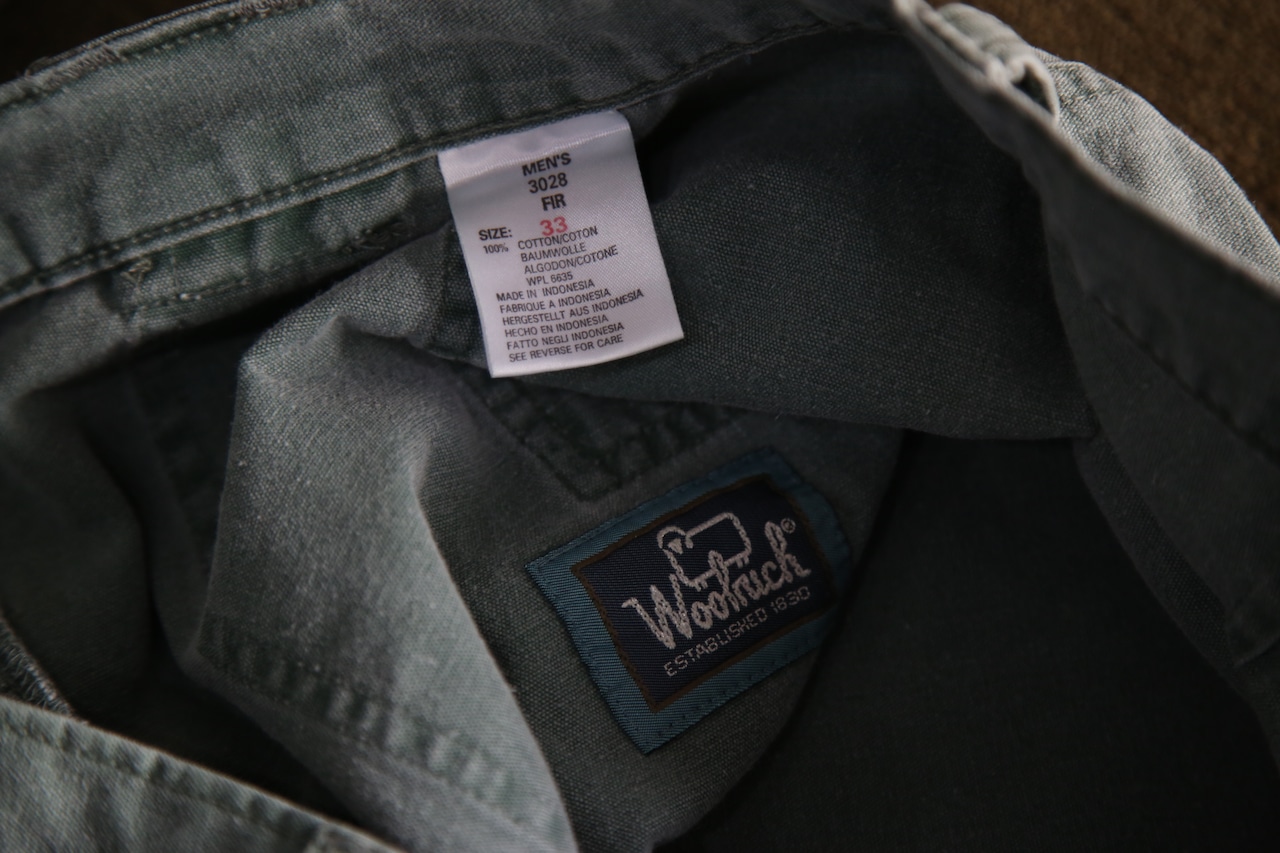 MEN'S
3028
FIR
SIZE: 33
100% COTTON/COTON
BAUMWOLLE
ALGODON/COTONE
WPL 6635
MADE IN INDONESIA
FABRIQUE A INDONESIA
HERGESTELLT AUS INDONESIA
HECHO EN INDONESIA
FATTO NEGLI INDONESIA
SEE REVERSE FOR CARE
Woolrich®
ESTABLISHED 1830